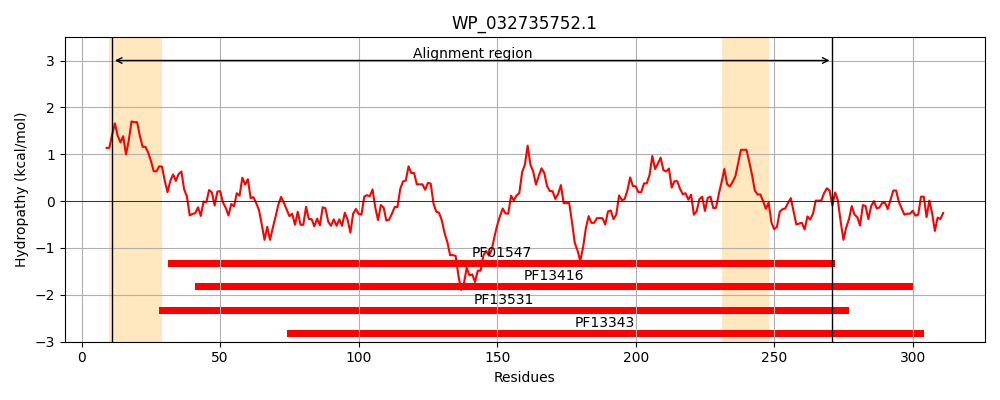 WP_032735752.1
Alignment region
Hydropathy (kcal/mol)
3
2
1
0
−1
−2
−3
PF01547
PF13416
PF13531
PF13343
0
50
100
150
200
250
300
Residues